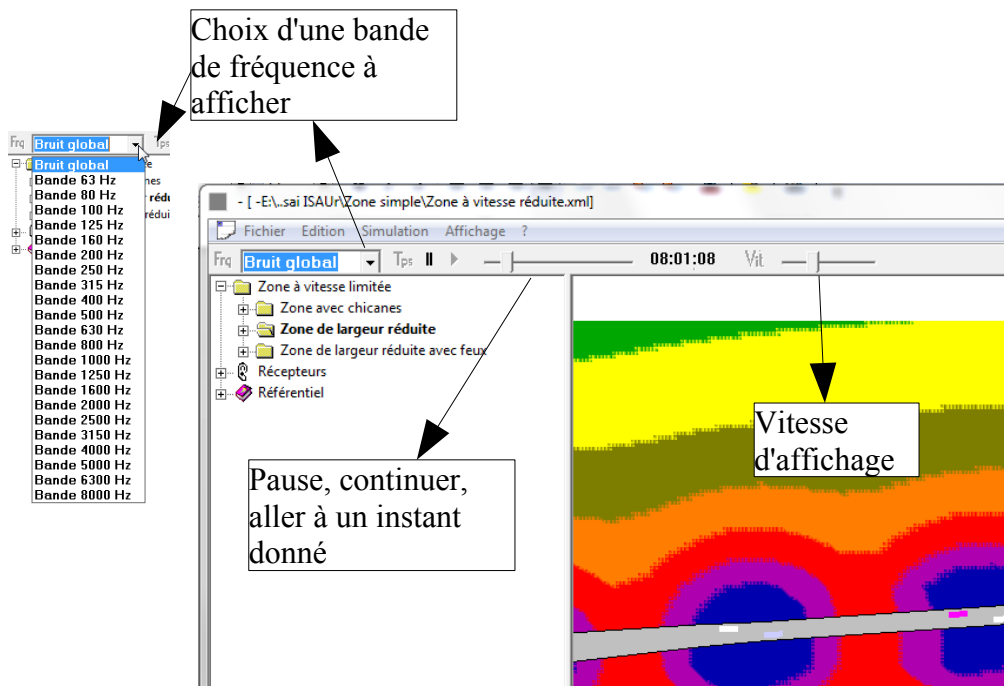 Choix d'une bande
de fréquence à
afficher
Frq Bruit global Tps
Bruit global
Bande 63 Hz
Bande 80 Hz
Bande 100 Hz
Bande 125 Hz
Bande 160 Hz
Bande 200 Hz
Bande 250 Hz
Bande 315 Hz
Bande 400 Hz
Bande 500 Hz
Bande 630 Hz
Bande 800 Hz
Bande 1000 Hz
Bande 1250 Hz
Bande 1600 Hz
Bande 2000 Hz
Bande 2500 Hz
Bande 3150 Hz
Bande 4000 Hz
Bande 5000 Hz
Bande 6300 Hz
Bande 8000 Hz
- [ -E:\..sai ISAUr\Zone simple\Zone à vitesse réduite.xml]
Fichier Edition Simulation Affichage ?
Frq Bruit global Tps 08:01:08 Vit
Zone à vitesse limitée
Zone avec chicanes
Zone de largeur réduite
Zone de largeur réduite avec feux
Récepteurs
Référentiel
Vitesse
d'affichage
Pause, continuer,
aller à un instant
donné